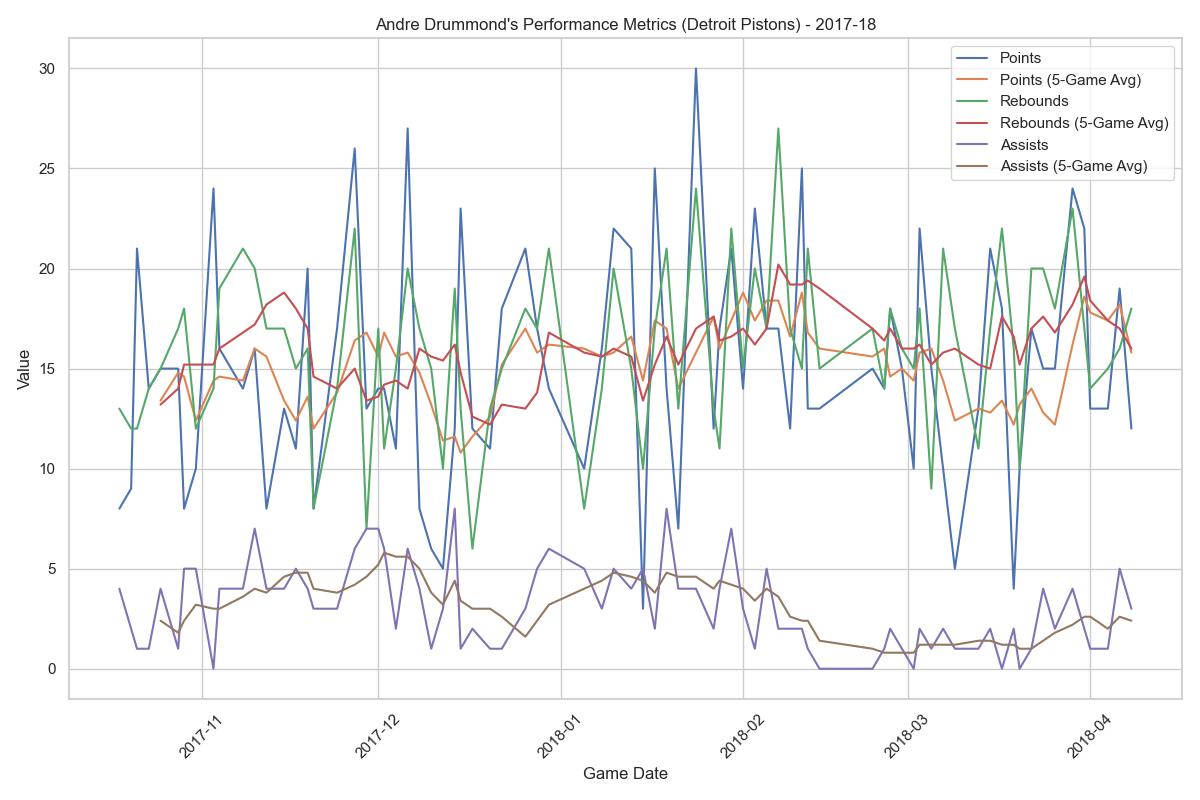 Andre Drummond's Performance Metrics (Detroit Pistons) - 2017-18
Points
Points (5-Game Avg)
Rebounds
Rebounds (5-Game Avg)
Assists
Assists (5-Game Avg)
30
25
20
15
10
5
0
Value
2017-11
2017-12
2018-01
2018-02
2018-03
2018-04
Game Date